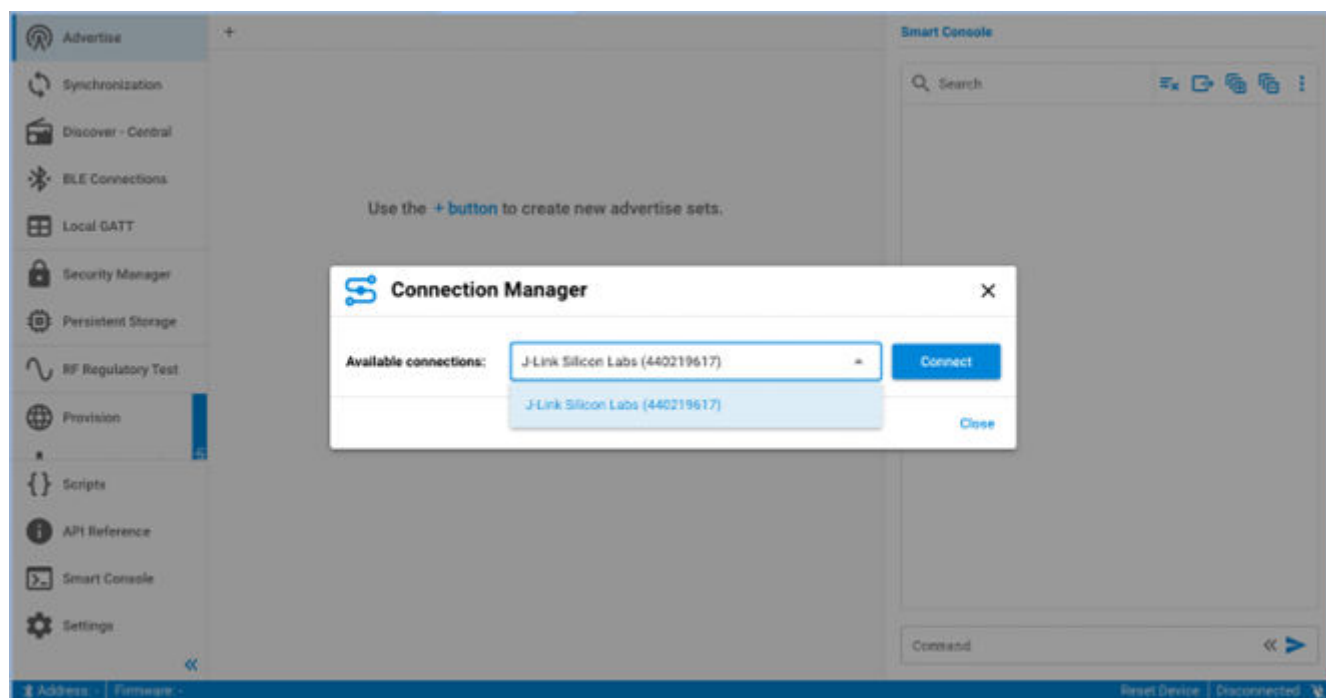 Advertise
Synchronization
Discover - Central
BLE Connections
Local GATT
Security Manager
Persistent Storage
RF Regulatory Test
Provision
Scripts
API Reference
Smart Console
Settings
+
Use the + button to create new advertise sets.
Connection Manager
Available connections:
J-Link Silicon Labs (440219617)
Connect
J-Link Silicon Labs (440219617)
Close
Smart Console
Search
Command
Address: - Firmware: -
Reset Device Disconnected